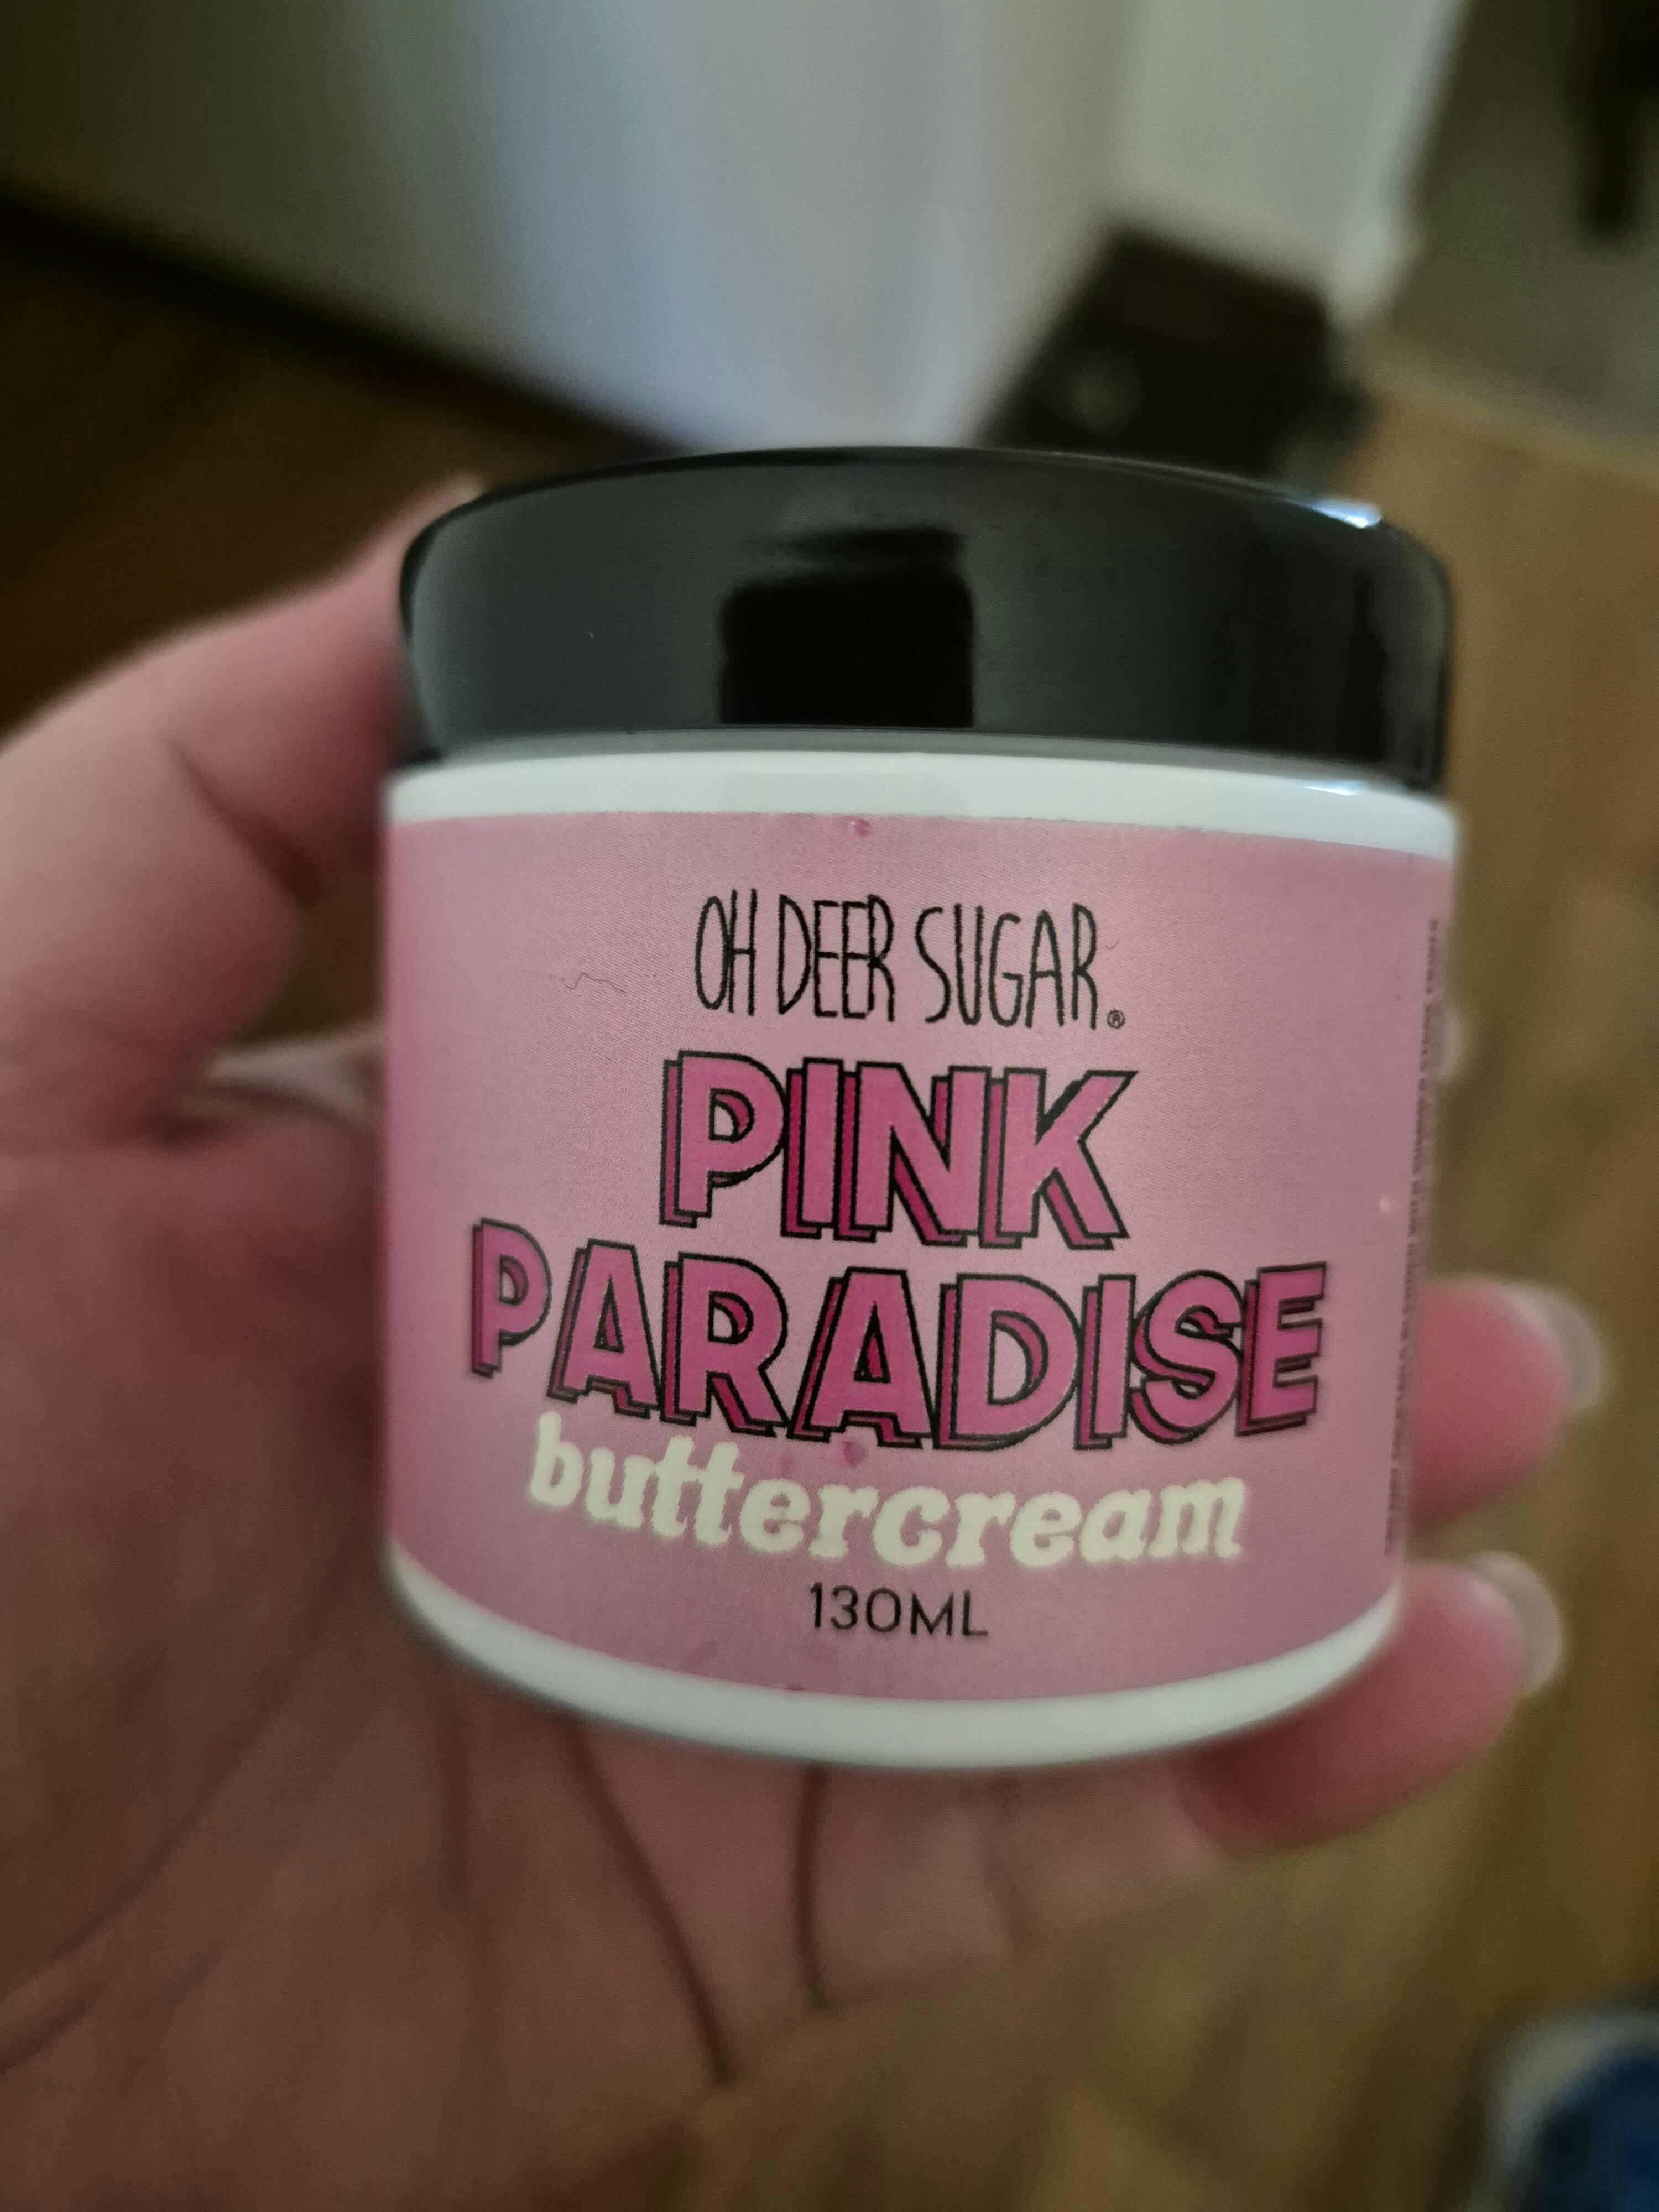 OH DEER SUGAR®
PINK
PARADISE
buttercream
130ML